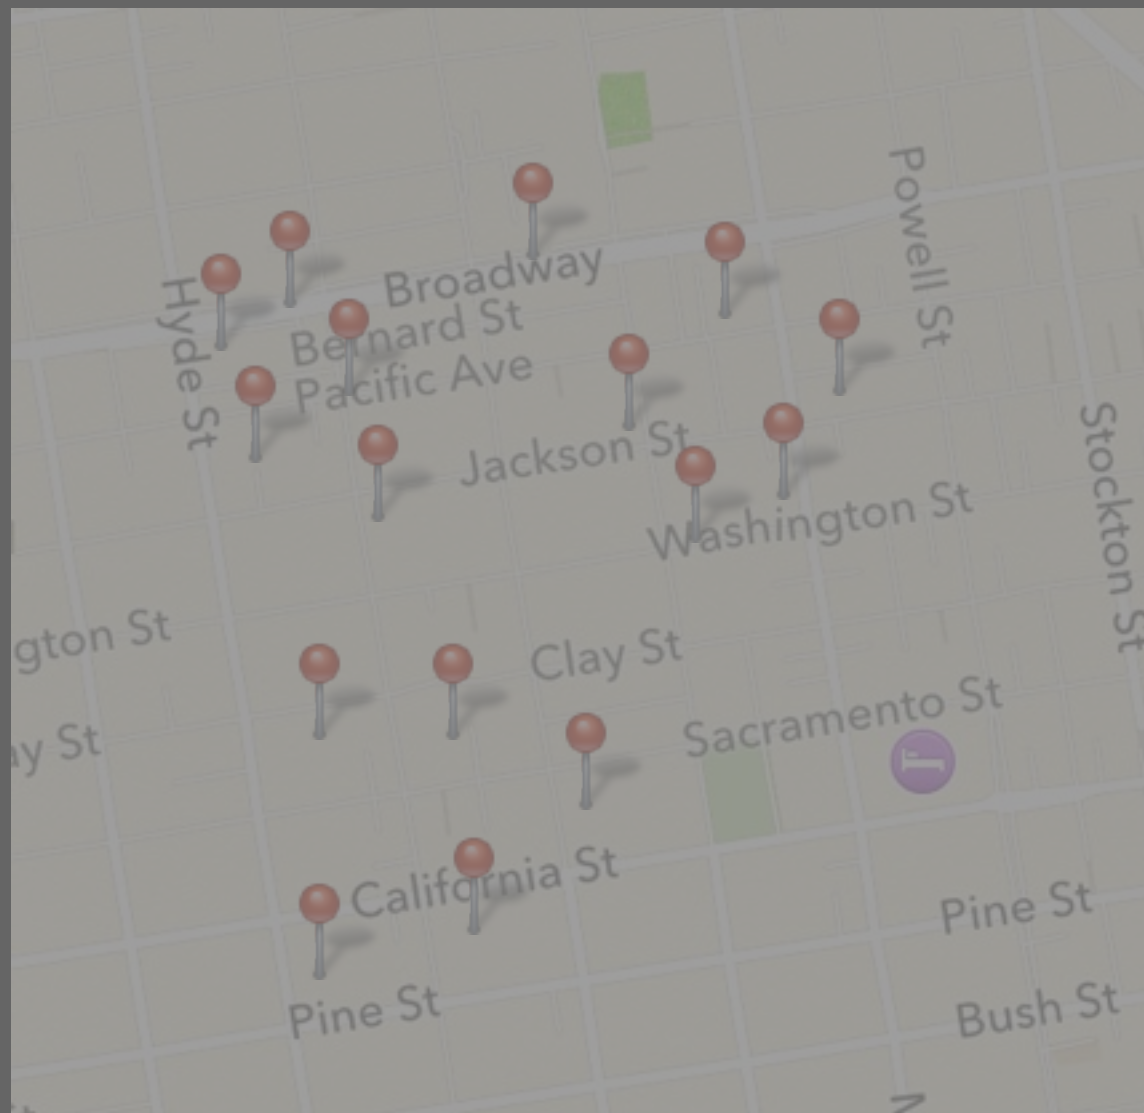 Powell St
Broadway
Hyde St
Bernard St
Pacific Ave
Jackson St
Stockton St
Washington St
gton St
Clay St
Sacramento St
ay St
California St
Pine St
Pine St
Bush St